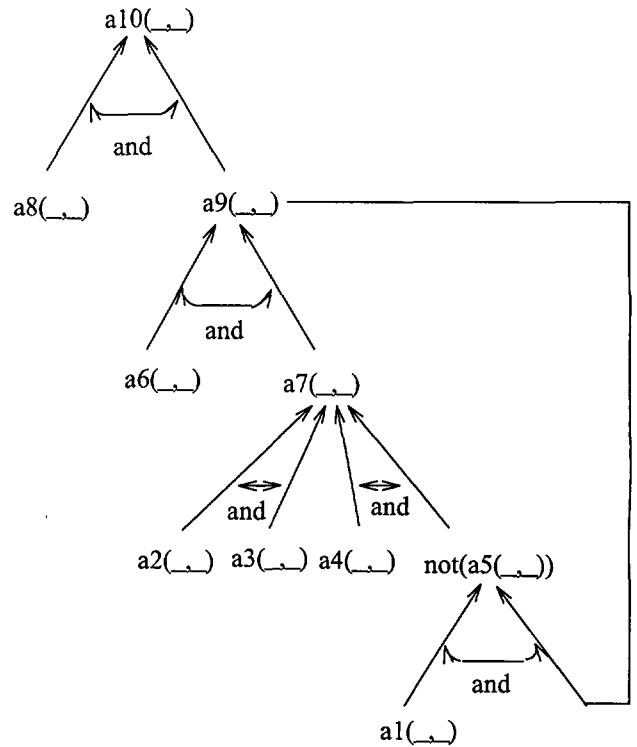 a10(_,_)
and
a8(_,_) a9(_,_)
and
a6(_,_) a7(_,_)
and and
a2(_,_) a3(_,_) a4(_,_) not(a5(_,_))
and
a1(_,_)